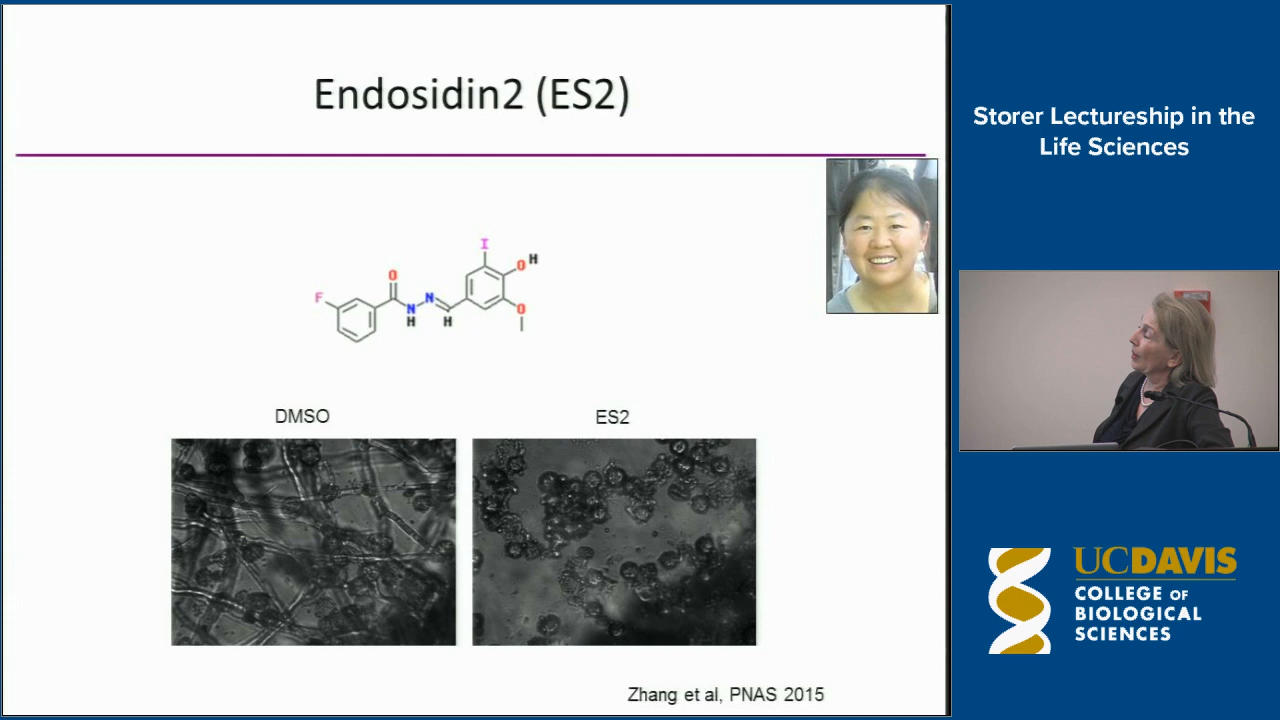 Endosidin2 (ES2)
I
O
H
O
F
N
N
O
H
H
DMSO
ES2
Zhang et al, PNAS 2015
Storer Lectureship in the
Life Sciences
UCDAVIS
COLLEGE OF
BIOLOGICAL
SCIENCES